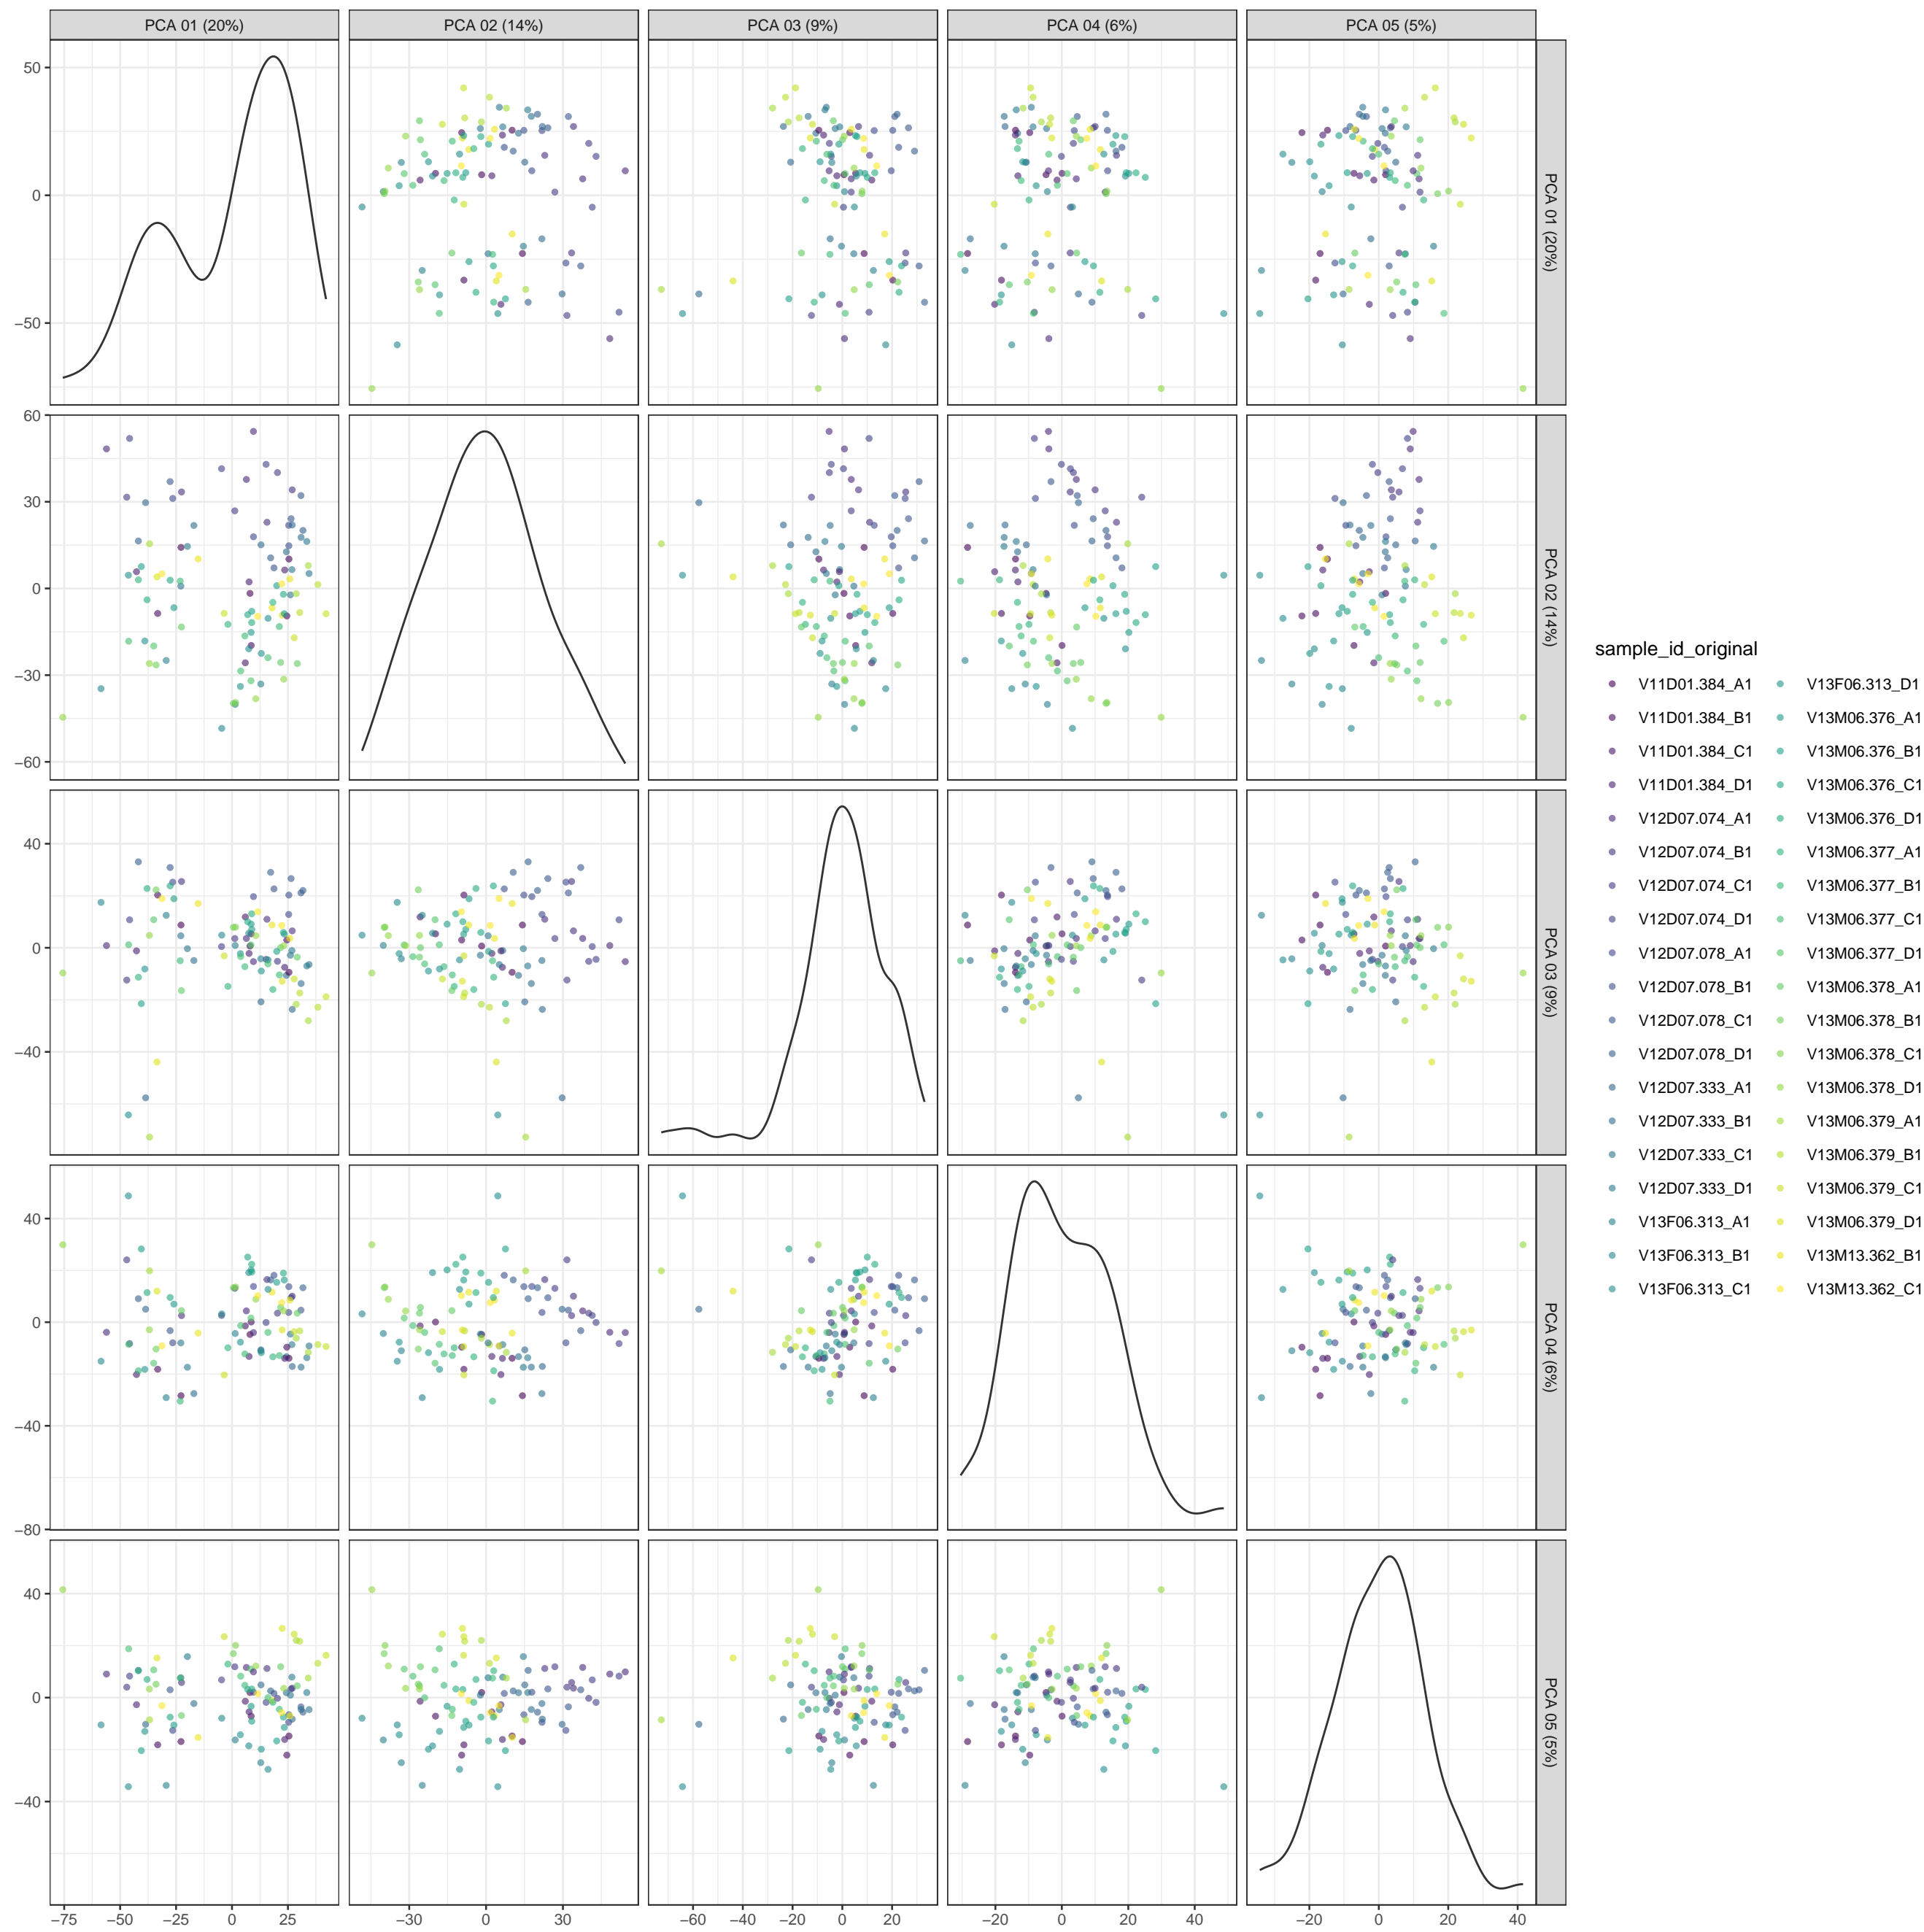 PCA 01 (20%) PCA 02 (14%) PCA 03 (9%) PCA 04 (6%) PCA 05 (5%)
50
0
−50
PCA 01 (20%)
60
30
0
−30
−60
PCA 02 (14%)
40
0
−40
PCA 03 (9%)
40
0
−40
−80
PCA 04 (6%)
40
0
−40
PCA 05 (5%)
−75 −50 −25 0 25 −30 0 30 −60 −40 −20 0 20 −20 0 20 40 −20 0 20 40
sample_id_original
V11D01.384_A1 V13F06.313_D1
V11D01.384_B1 V13M06.376_A1
V11D01.384_C1 V13M06.376_B1
V11D01.384_D1 V13M06.376_C1
V12D07.074_A1 V13M06.376_D1
V12D07.074_B1 V13M06.377_A1
V12D07.074_C1 V13M06.377_B1
V12D07.074_D1 V13M06.377_C1
V12D07.078_A1 V13M06.377_D1
V12D07.078_B1 V13M06.378_A1
V12D07.078_C1 V13M06.378_B1
V12D07.078_D1 V13M06.378_C1
V12D07.333_A1 V13M06.378_D1
V12D07.333_B1 V13M06.379_A1
V12D07.333_C1 V13M06.379_B1
V12D07.333_D1 V13M06.379_C1
V13F06.313_A1 V13M06.379_D1
V13F06.313_B1 V13M13.362_B1
V13F06.313_C1 V13M13.362_C1